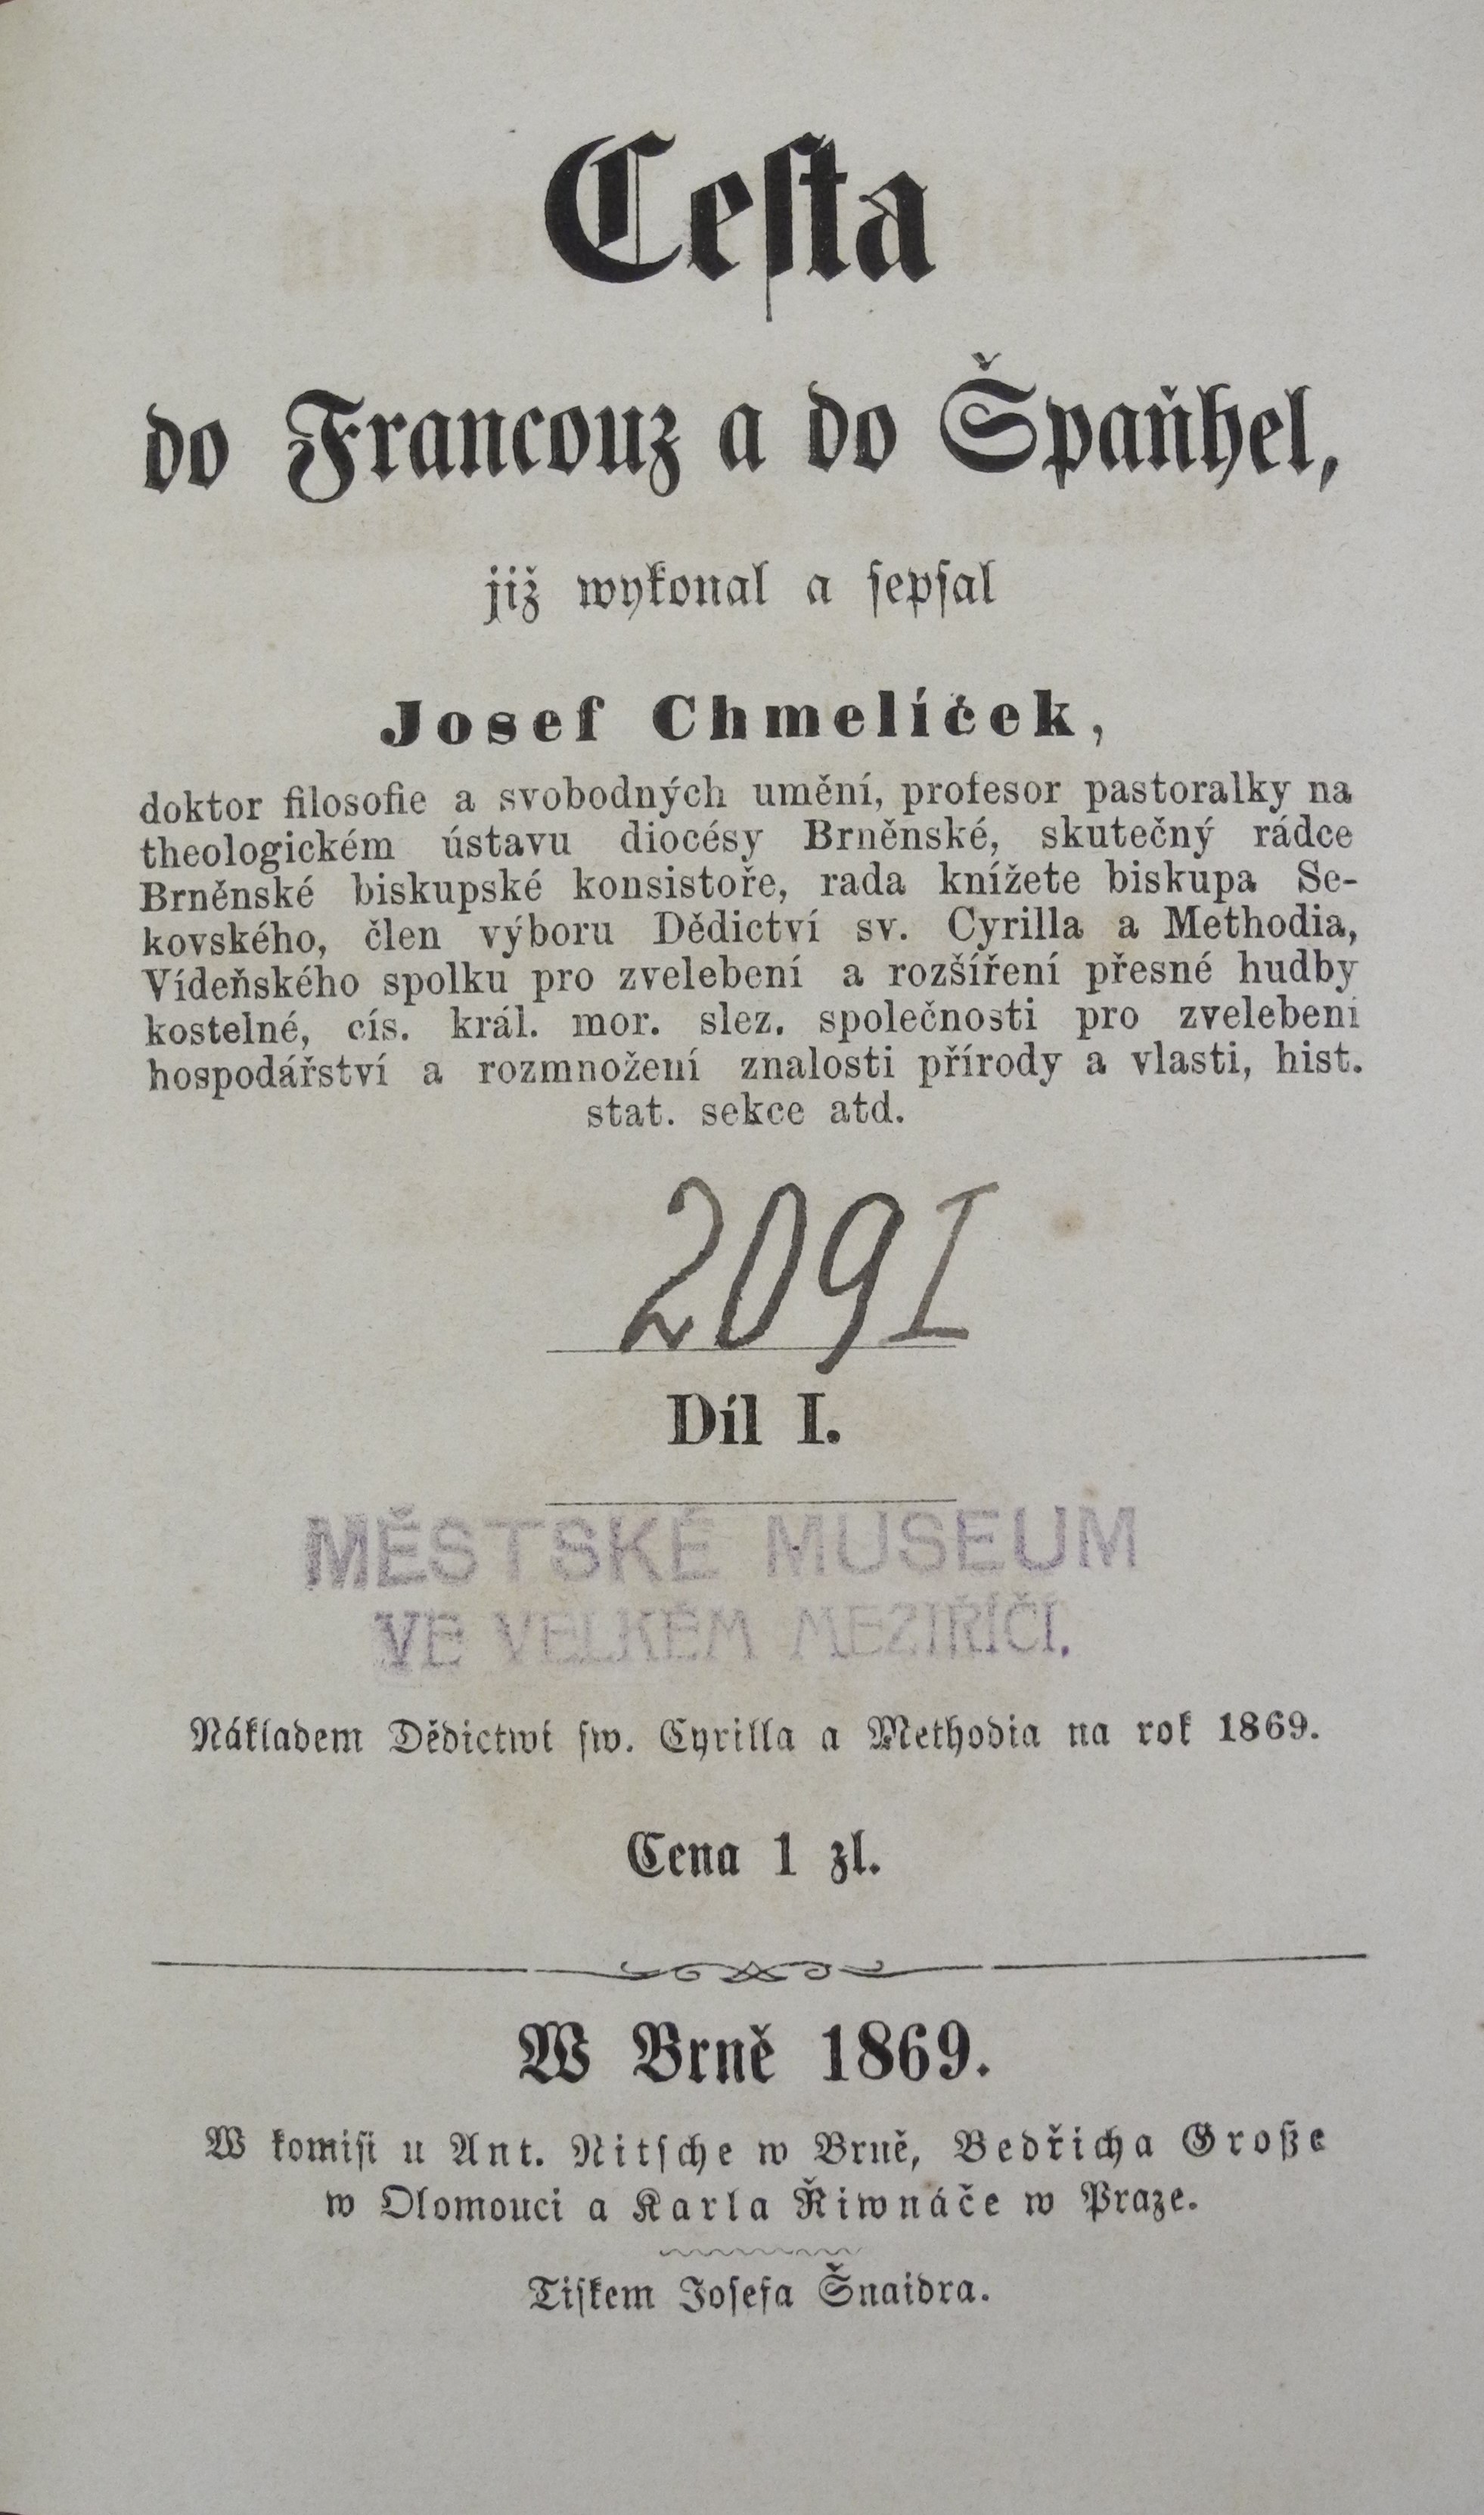 Cesta
do Francouz a do Špaňhel,
již wykonal a sepsal
Josef Chmelíček,
doktor filosofie a svobodných umění, profesor pastoralky na
theologickém ústavu diocésy Brněnské, skutečný rádce
Brněnské biskupské konsistoře, rada knížete biskupa Se-
kovského, člen výboru Dědictví sv. Cyrilla a Methodia,
Vídeňského spolku pro zvelebení a rozšíření přesné hudby
kostelné, cís. král. mor. slez. společnosti pro zvelebení
hospodářství a rozmnožení znalosti přírody a vlasti, hist.
stat. sekce atd.
209 I
Díl I.
MĚSTSKÉ MUSEUM
VE VELKÉM MEZIŘÍČÍ.
Nákladem Dědictwí sw. Cyrilla a Methodia na rok 1869.
Cena 1 zl.
W Brně 1869.
W komisi u Ant. Nitsche w Brně, Bedřicha Große
w Olomouci a Karla Řiwnáče w Praze.
Tiskem Josefa Šnaidra.